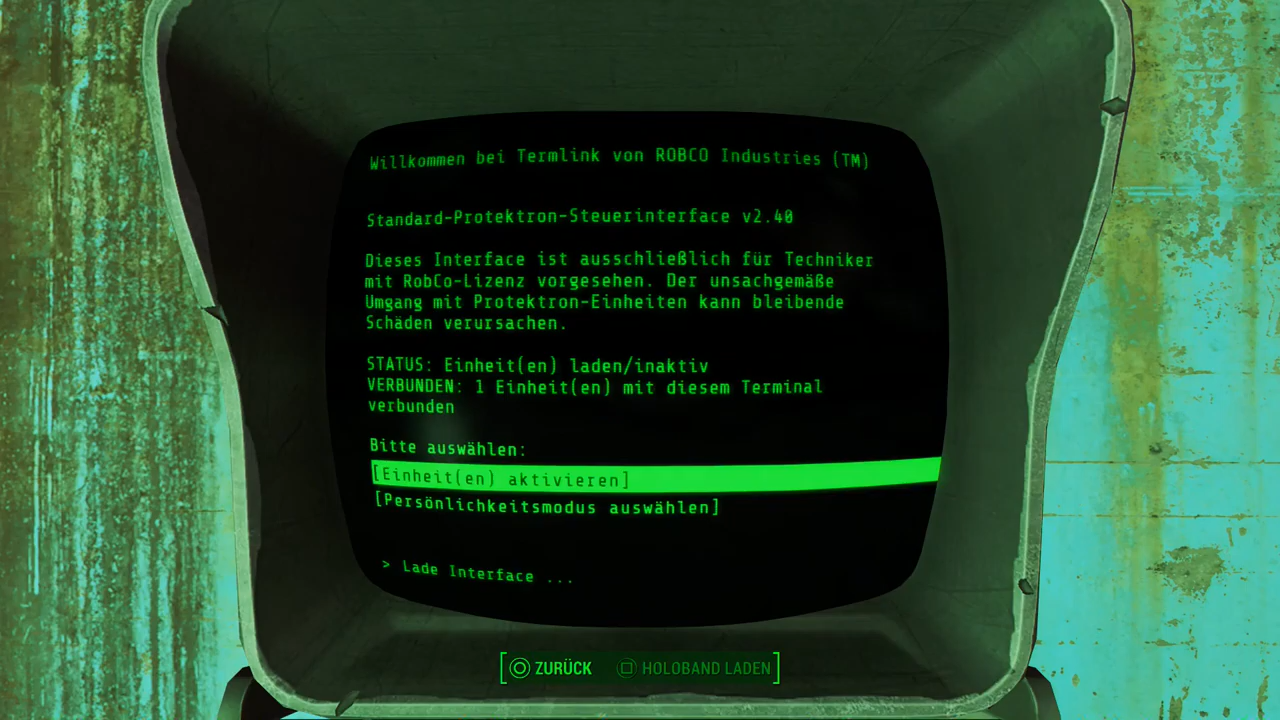 Willkommen bei Termlink von ROBCO Industries (TM)
Standard-Protektron-Steuerinterface v2.40
Dieses Interface ist ausschließlich für Techniker
mit RobCo-Lizenz vorgesehen. Der unsachgemäße
Umgang mit Protektron-Einheiten kann bleibende
Schäden verursachen.
STATUS: Einheit(en) laden/inaktiv
VERBUNDEN: 1 Einheit(en) mit diesem Terminal
verbunden
Bitte auswählen:
[Einheit(en) aktivieren]
[Persönlichkeitsmodus auswählen]
> Lade Interface ...
ZURÜCK HOLOBAND LADEN